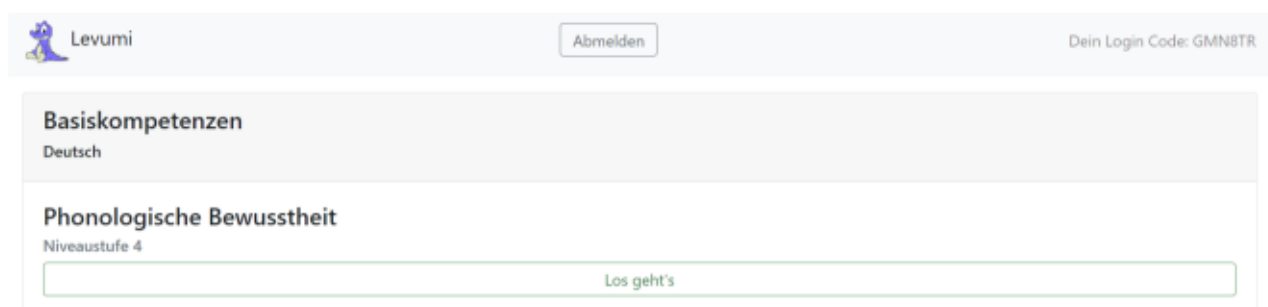 Levumi
Abmelden
Dein Login Code: GMN8TR
Basiskompetenzen
Deutsch
Phonologische Bewusstheit
Niveaustufe 4
Los geht's